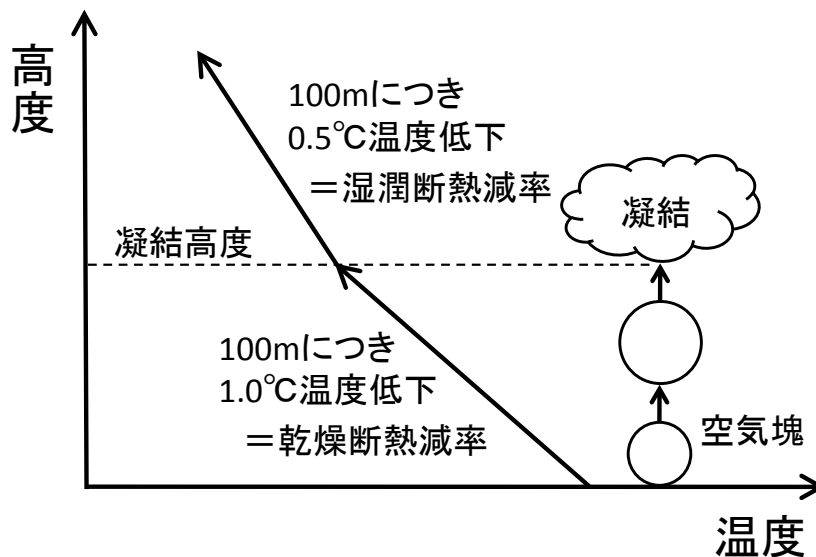 高度
100mにつき
0.5℃温度低下
＝湿潤断熱減率
凝結
凝結高度
100mにつき
1.0℃温度低下
＝乾燥断熱減率
空気塊
温度